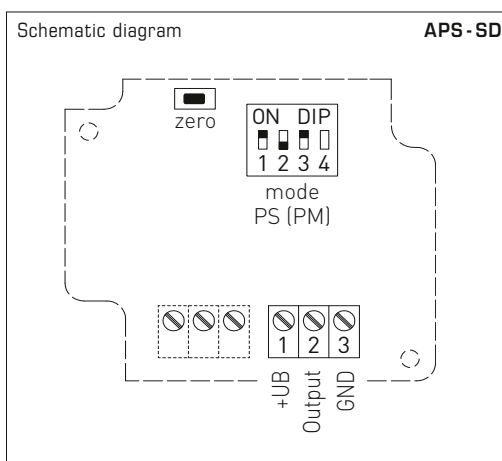 Schematic diagram APS-SD
zero
ON DIP
1 2 3 4
mode
PS (PM)
1 2 3
+UB Output GND